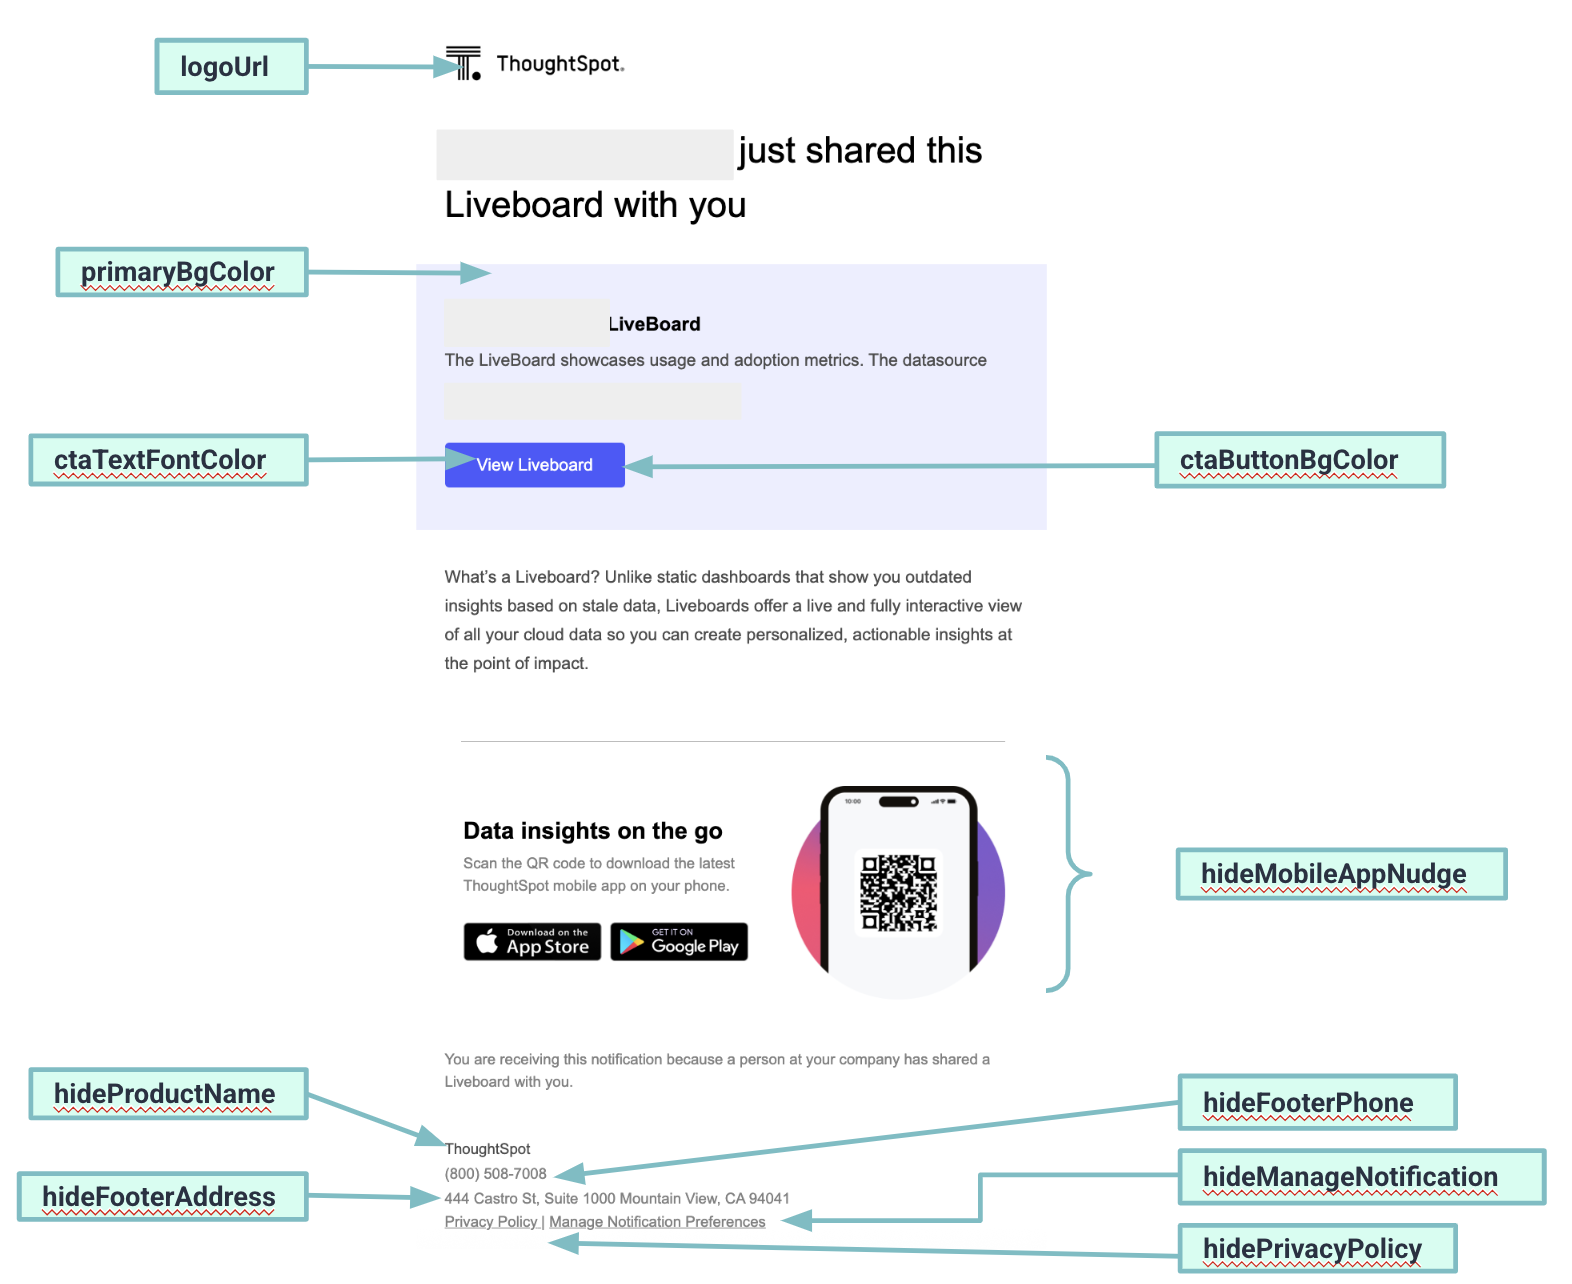 logoUrl
ThoughtSpot®
just shared this
Liveboard with you
primaryBgColor
LiveBoard
The LiveBoard showcases usage and adoption metrics. The datasource
ctaTextFontColor
View Liveboard
ctaButtonBgColor
What's a Liveboard? Unlike static dashboards that show you outdated
insights based on stale data, Liveboards offer a live and fully interactive view
of all your cloud data so you can create personalized, actionable insights at
the point of impact.
10:00
Data insights on the go
Scan the QR code to download the latest
ThoughtSpot mobile app on your phone.
Download on the
App Store
GET IT ON
Google Play
hideMobileAppNudge
You are receiving this notification because a person at your company has shared a
Liveboard with you.
hideProductName
hideFooterPhone
ThoughtSpot
(800) 508-7008
hideManageNotification
hideFooterAddress
444 Castro St, Suite 1000 Mountain View, CA 94041
Privacy Policy | Manage Notification Preferences
hidePrivacyPolicy